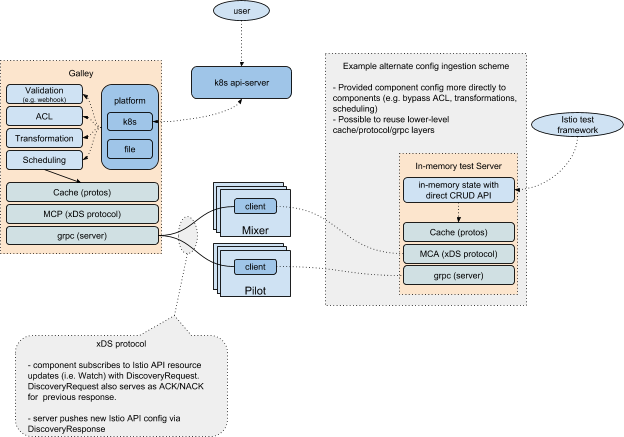 user
k8s api-server
Galley
Validation
(e.g. webhook)
ACL
Transformation
Scheduling
platform
k8s
file
Cache (protos)
MCP (xDS protocol)
grpc (server)
client
Mixer
client
Pilot
Example alternate config ingestion scheme
- Provided component config more directly to
components (e.g. bypass ACL, transformations,
scheduling)
- Possible to reuse lower-level
cache/protocol/grpc layers
Istio test
framework
In-memory test Server
in-memory state with
direct CRUD API
Cache (protos)
MCA (xDS protocol)
grpc (server)
xDS protocol
- component subscribes to Istio API resource
updates (i.e. Watch) with DiscoveryRequest.
DiscoveryRequest also serves as ACK/NACK
for previous response.
- server pushes new Istio API config via
DiscoveryResponse